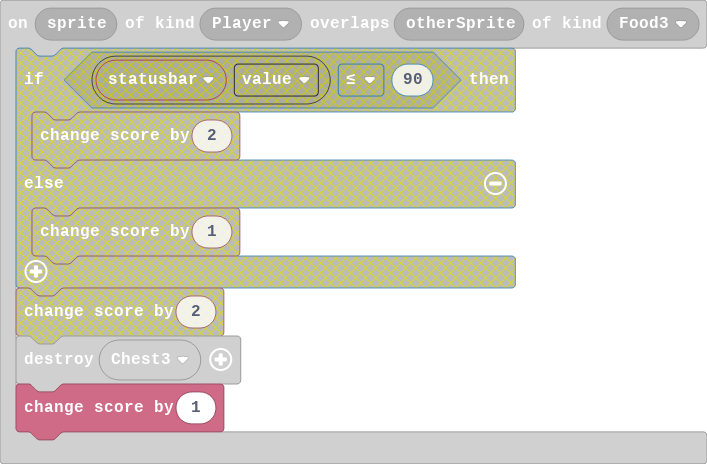 on sprite of kind Player overlaps otherSprite of kind Food3
if statusbar value ≤ 90 then
change score by 2
else
change score by 1
change score by 2
destroy Chest3
change score by 1